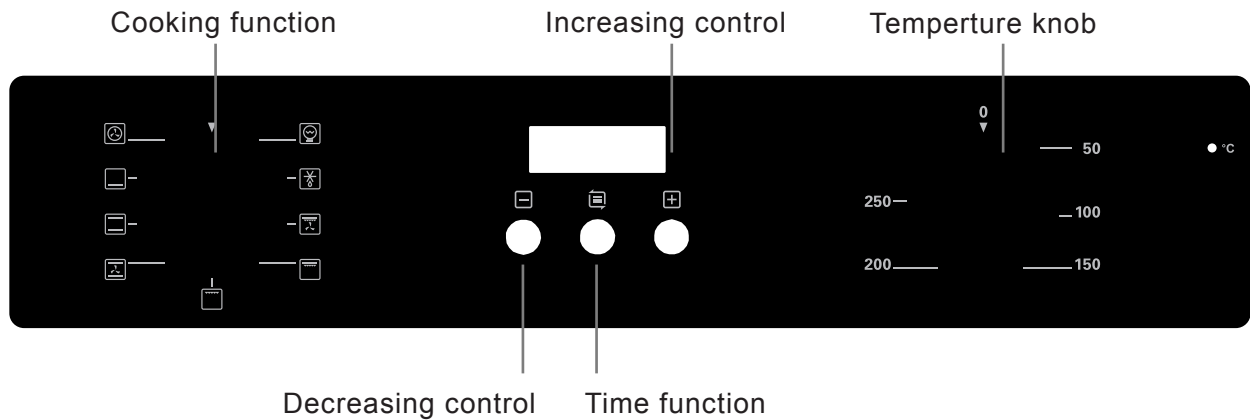 Cooking function
Increasing control
Temperture knob
0
50
°C
250
100
200
150
Decreasing control
Time function